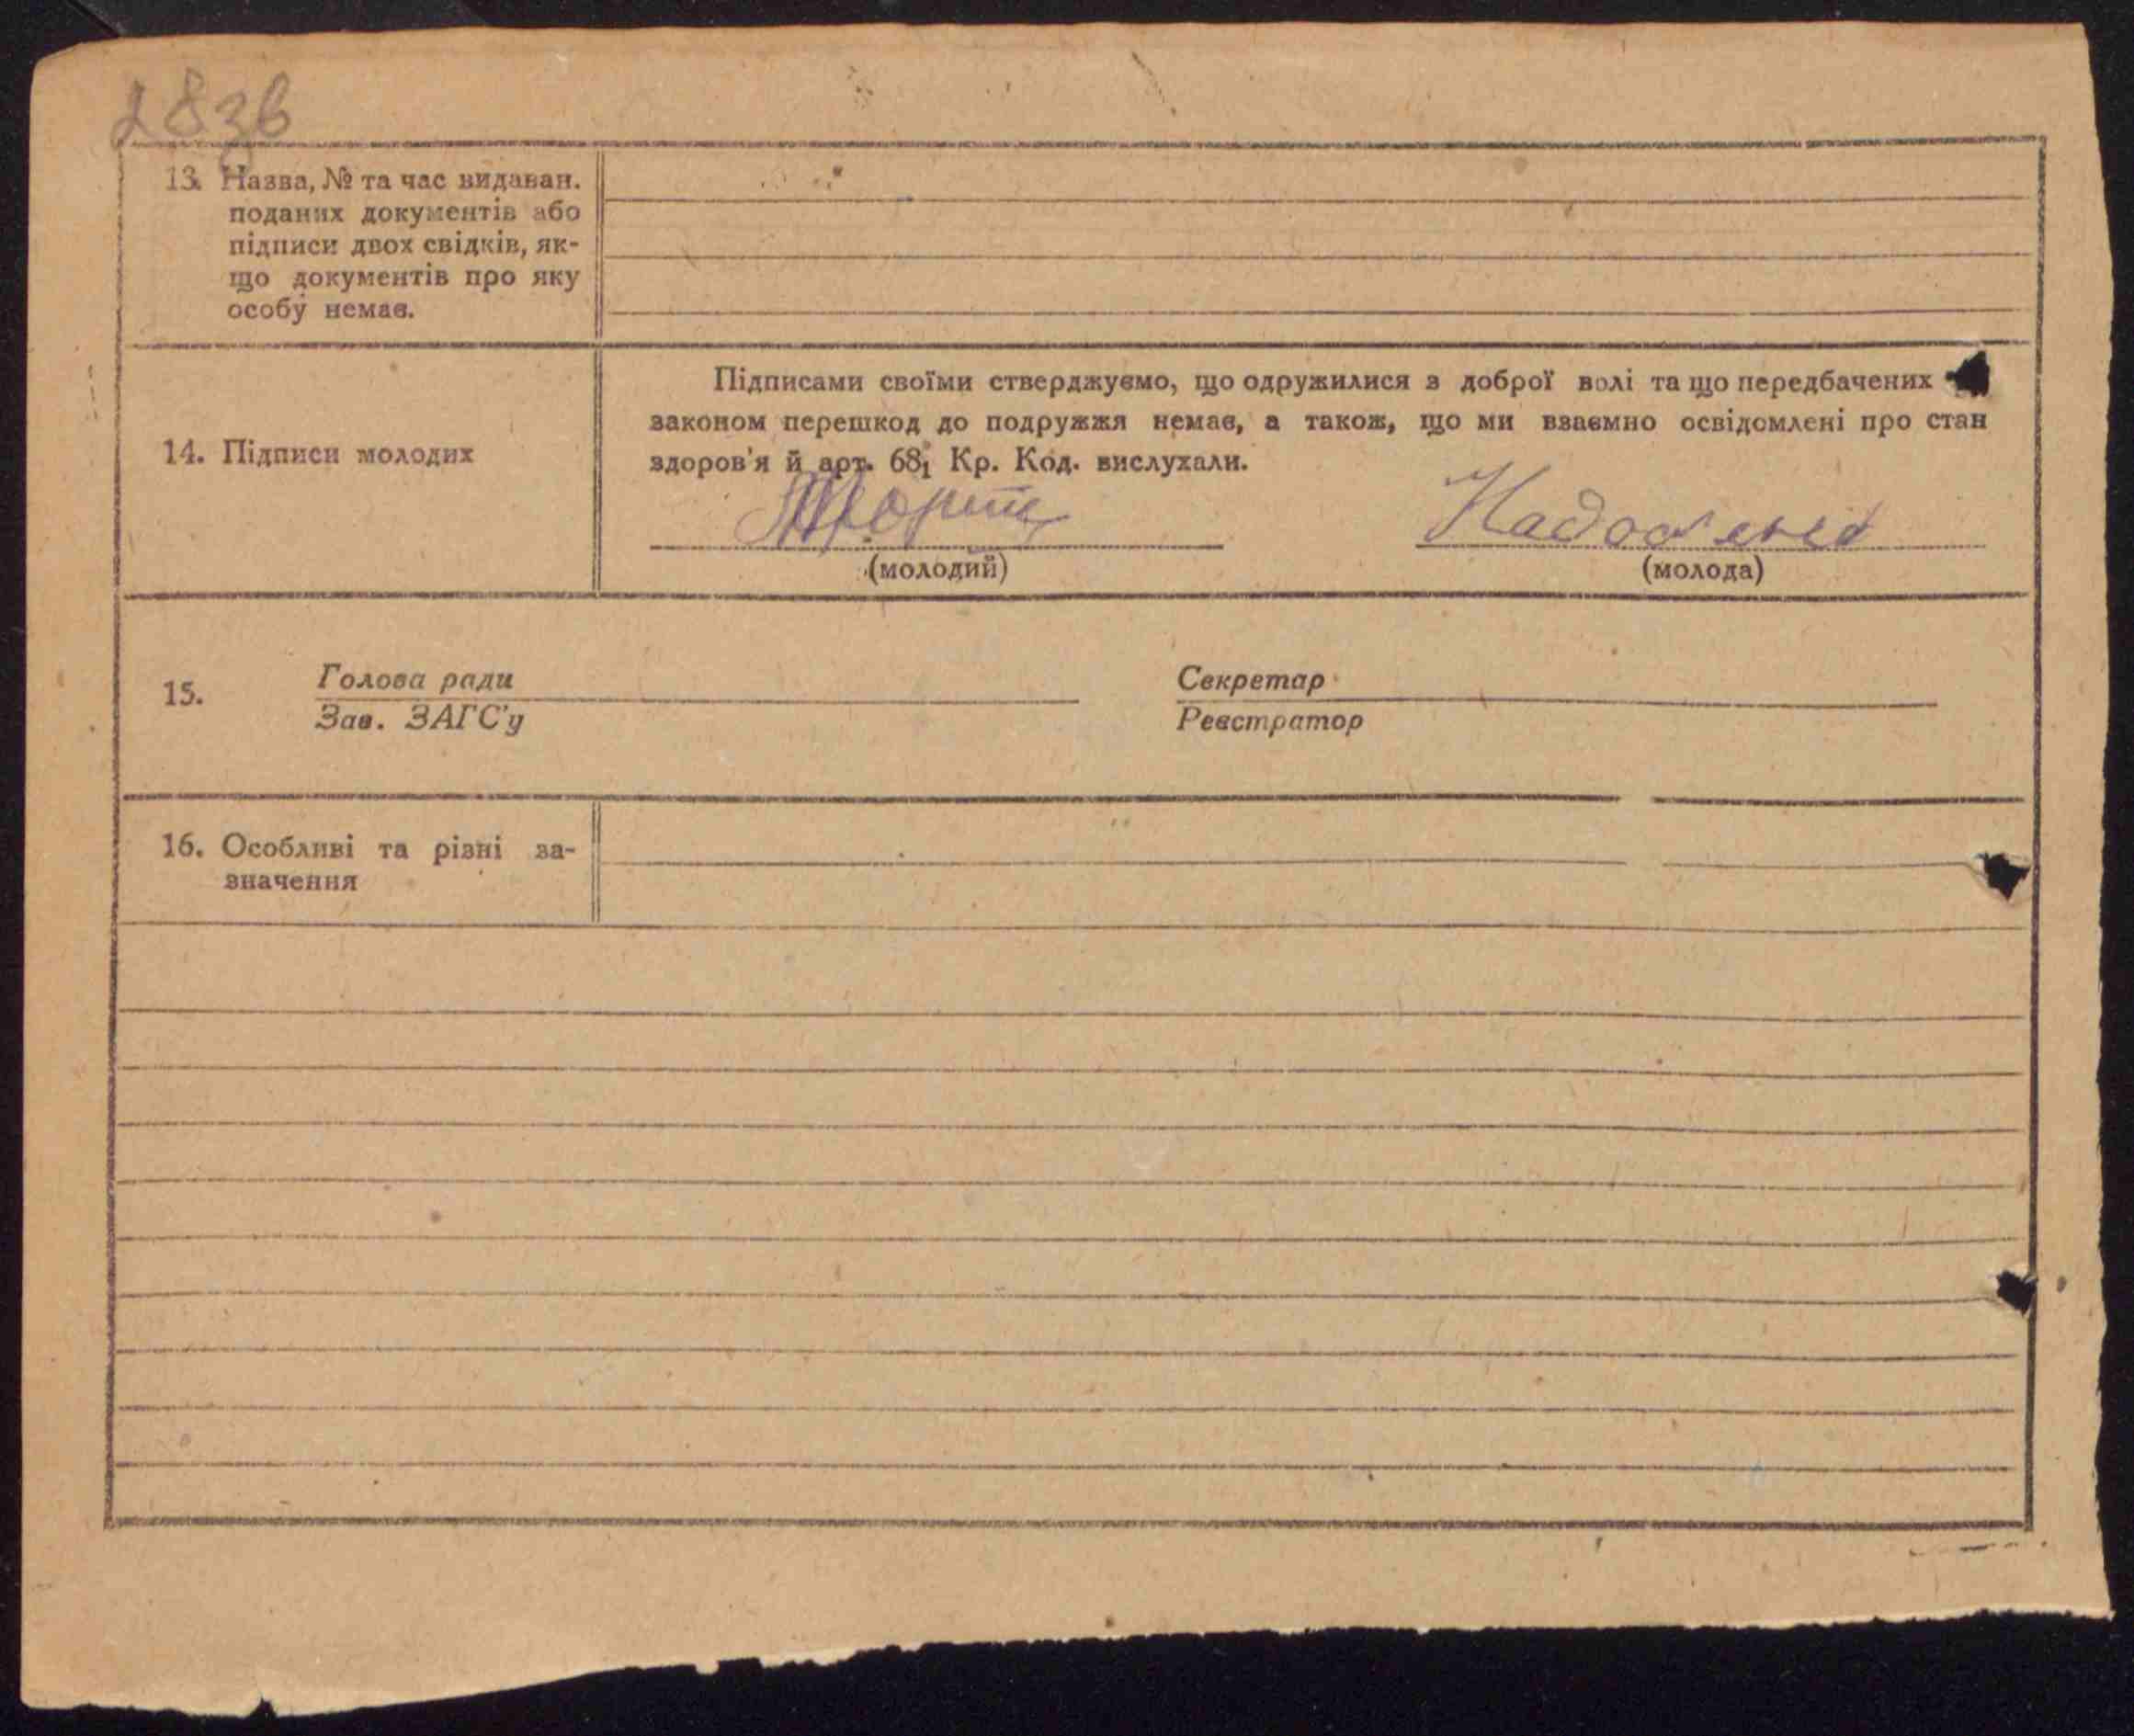 283в
13. Назва, № та час видаван.
поданих документів або
підписи двох свідків, як-
що документів про яку
особу немає.
14. Підписи молодих
Підписами своїми стверджуємо, що одружилися з доброї волі та що передбачених
законом перешкод до подружжя немає, а також, що ми взаємно освідомлені про стан
здоров'я й арт. 68₁ Кр. Код. вислухали.
(молодий)
(молода)
15.
Голова ради
Зав. ЗАГС'у
Секретар
Реєстратор
16. Особливі та різні за-
значення